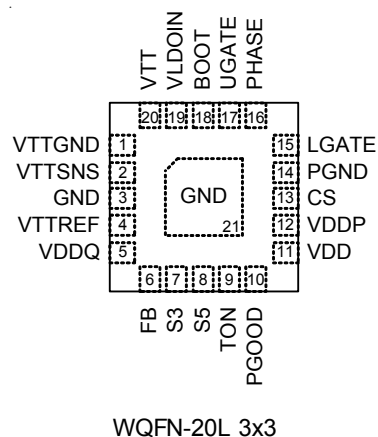 VTT
VLDOIN
BOOT
UGATE
PHASE
20 19 18 17 16
VTTGND 1
VTTSNS 2
GND 3
VTTREF 4
VDDQ 5
GND
21
15 LGATE
14 PGND
13 CS
12 VDDP
11 VDD
6 7 8 9 10
FB
S3
S5
TON
PGOOD
WQFN-20L 3x3